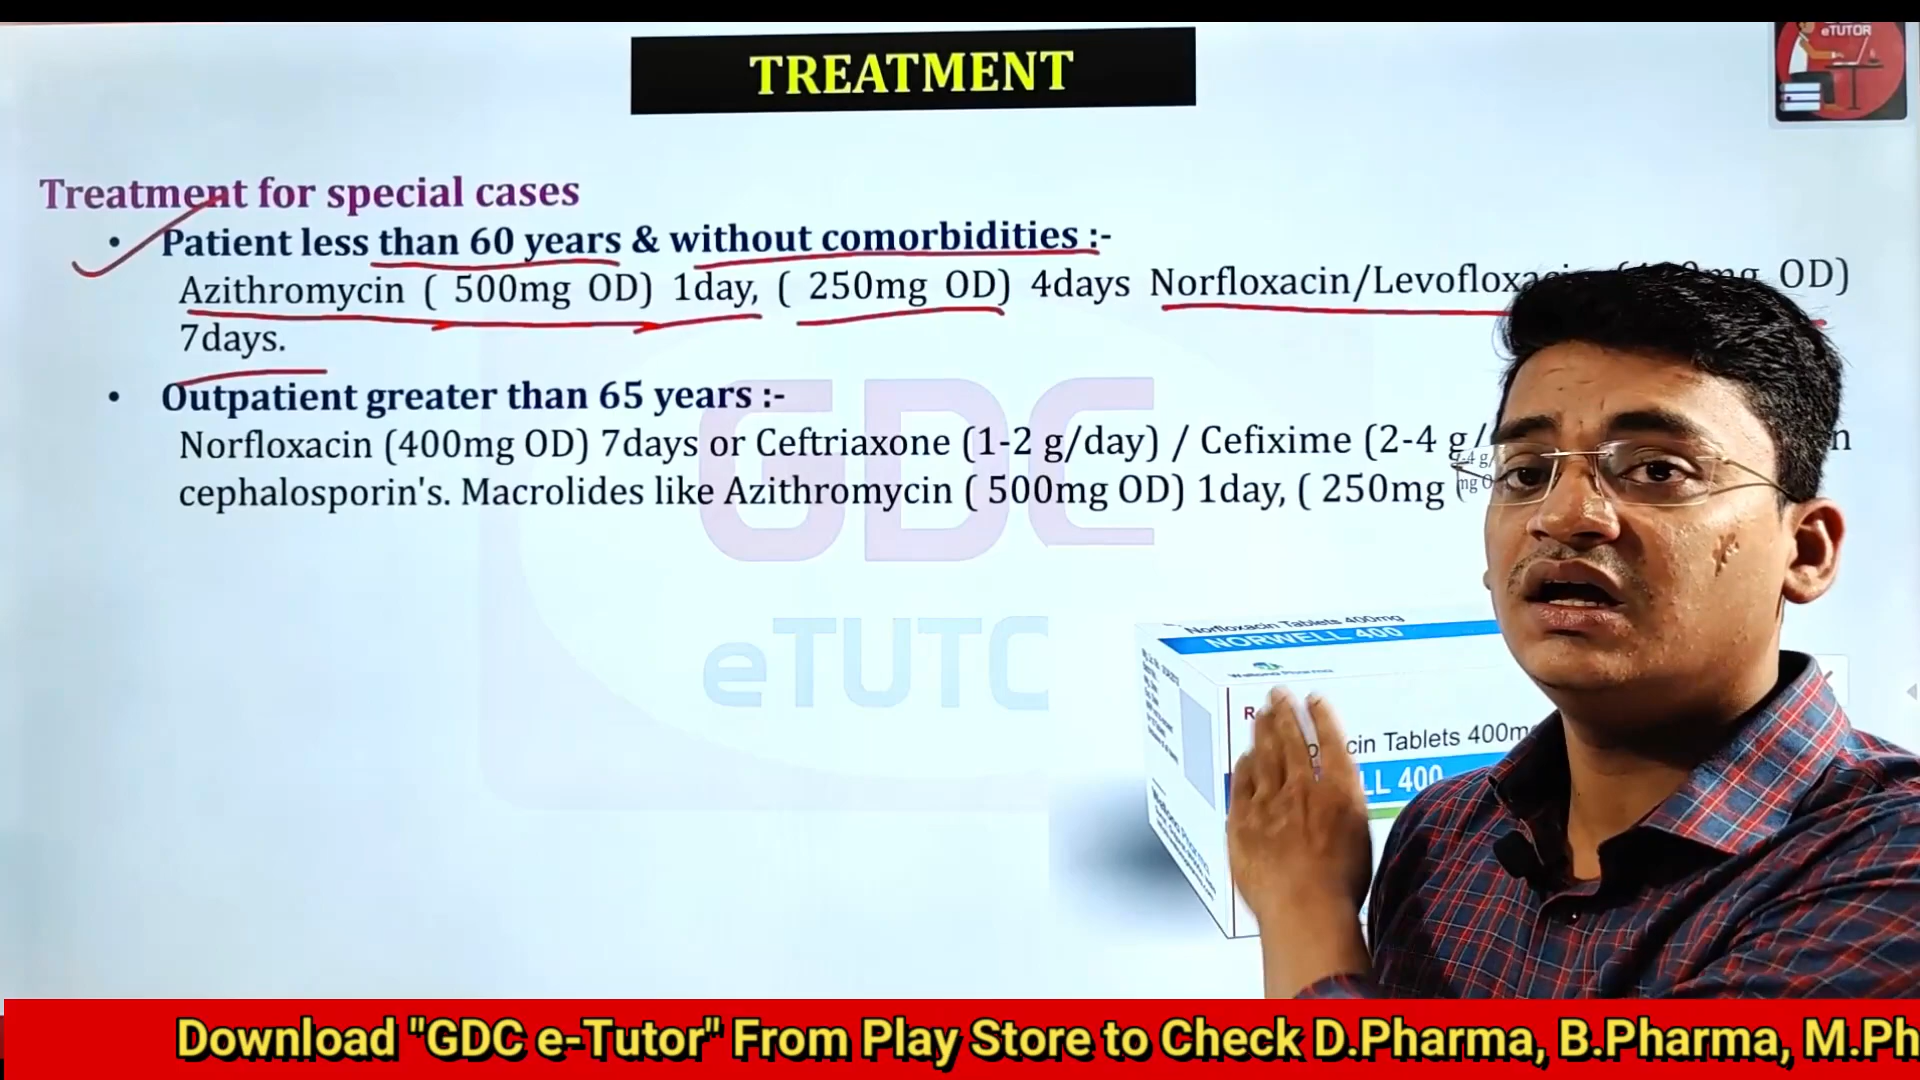 eTUTOR
TREATMENT
Treatment for special cases
• Patient less than 60 years & without comorbidities :-
Azithromycin ( 500mg OD) 1day, ( 250mg OD) 4days Norfloxacin/Levofloxa OD)
7days.
• Outpatient greater than 65 years :-
Norfloxacin (400mg OD) 7days or Ceftriaxone (1-2 g/day) / Cefixime (2-4 g/
cephalosporin's. Macrolides like Azithromycin ( 500mg OD) 1day, ( 250mg
GDC
eTUTO
Norfloxacin Tablets 400mg
NORWELL 400
cin Tablets 400m
LL 400
Download "GDC e-Tutor" From Play Store to Check D.Pharma, B.Pharma, M.Ph